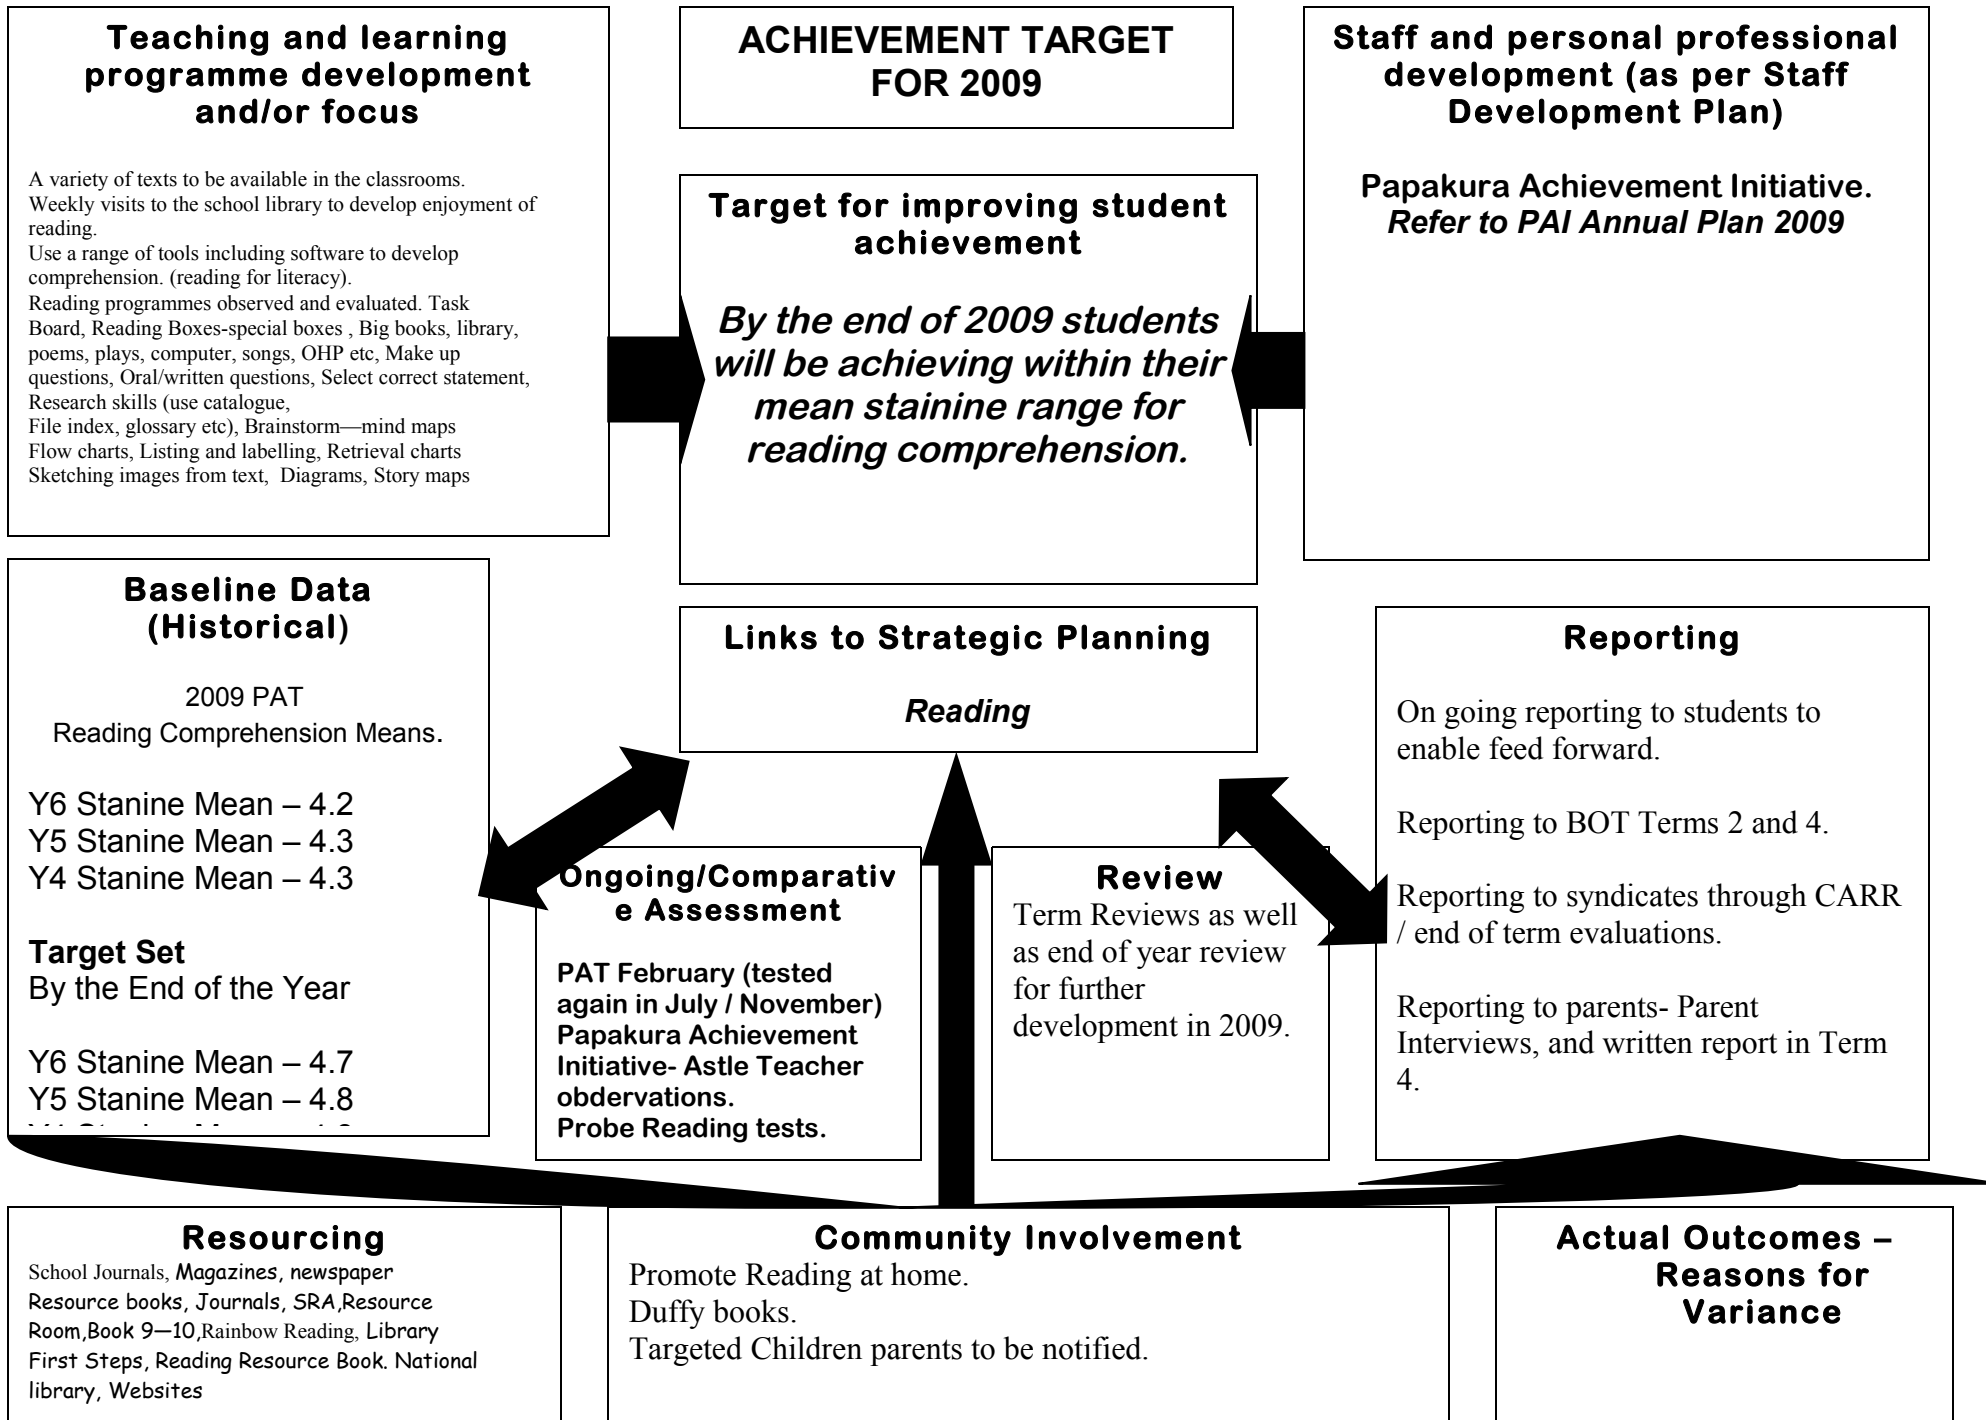 Teaching and learning
programme development
and/or focus
A variety of texts to be available in the classrooms.
Weekly visits to the school library to develop enjoyment of
reading.
Use a range of tools including software to develop
comprehension. (reading for literacy).
Reading programmes observed and evaluated. Task
Board, Reading Boxes-special boxes , Big books, library,
poems, plays, computer, songs, OHP etc, Make up
questions, Oral/written questions, Select correct statement,
Research skills (use catalogue,
File index, glossary etc), Brainstorm—mind maps
Flow charts, Listing and labelling, Retrieval charts
Sketching images from text,  Diagrams, Story maps
ACHIEVEMENT TARGET
FOR 2009
Target for improving student
achievement
By the end of 2009 students
will be achieving within their
mean stainine range for
reading comprehension.
Staff and personal professional
development (as per Staff
Development Plan)
Papakura Achievement Initiative.
Refer to PAI Annual Plan 2009
Baseline Data
(Historical)
2009 PAT
Reading Comprehension Means.
Y6 Stanine Mean – 4.2
Y5 Stanine Mean – 4.3
Y4 Stanine Mean – 4.3
Target Set
By the End of the Year
Y6 Stanine Mean – 4.7
Y5 Stanine Mean – 4.8
Links to Strategic Planning
Reading
Ongoing/Comparativ
e Assessment
PAT February (tested
again in July / November)
Papakura Achievement
Initiative- Astle Teacher
obdervations.
Probe Reading tests.
Review
Term Reviews as well
as end of year review
for further
development in 2009.
Reporting
On going reporting to students to
enable feed forward.
Reporting to BOT Terms 2 and 4.
Reporting to syndicates through CARR
/ end of term evaluations.
Reporting to parents- Parent
Interviews, and written report in Term
4.
Resourcing
School Journals, Magazines, newspaper
Resource books, Journals, SRA,Resource
Room,Book 9—10,Rainbow Reading, Library
First Steps, Reading Resource Book. National
library, Websites
Community Involvement
Promote Reading at home.
Duffy books.
Targeted Children parents to be notified.
Actual Outcomes –
Reasons for
Variance